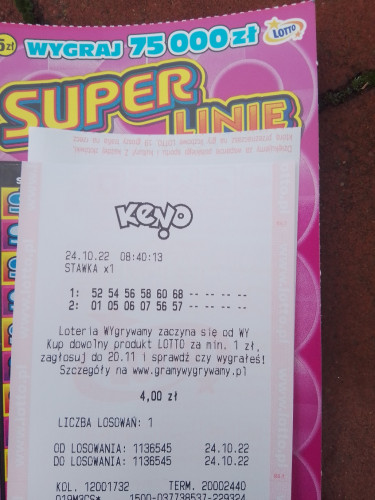 5zł
WYGRAJ 75 000 zł
LOTTO
SUPER
LINIE
KENO
24.10.22 08:40:13
STAWKA x1
1: 52 54 56 58 60 68 -- -- -- --
2: 01 05 06 07 56 57 -- -- -- --
Loteria WYgrywamy zaczyna się od WY
Kup dowolny produkt LOTTO za min. 1 zł,
zagłosuj do 20.11 i sprawdź czy wygrałeś!
Szczegóły na www.gramywygrywamy.pl
4,00 zł
LICZBA LOSOWAŃ: 1
OD LOSOWANIA: 1136545 24.10.22
DO LOSOWANIA: 1136545 24.10.22
KOL. 12001732 TERM. 20002440